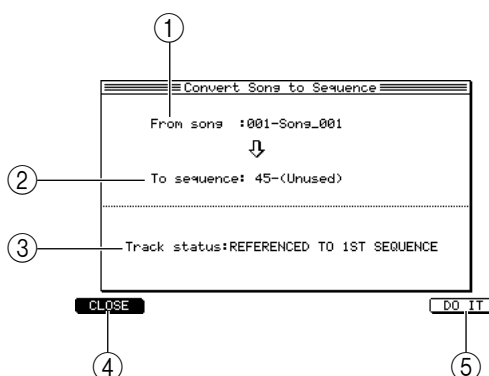 ①
Convert Song to Sequence
From song :001-Song_001
② To sequence: 45-(Unused)
③ Track status:REFERENCED TO 1ST SEQUENCE
CLOSE DO IT
④ ⑤